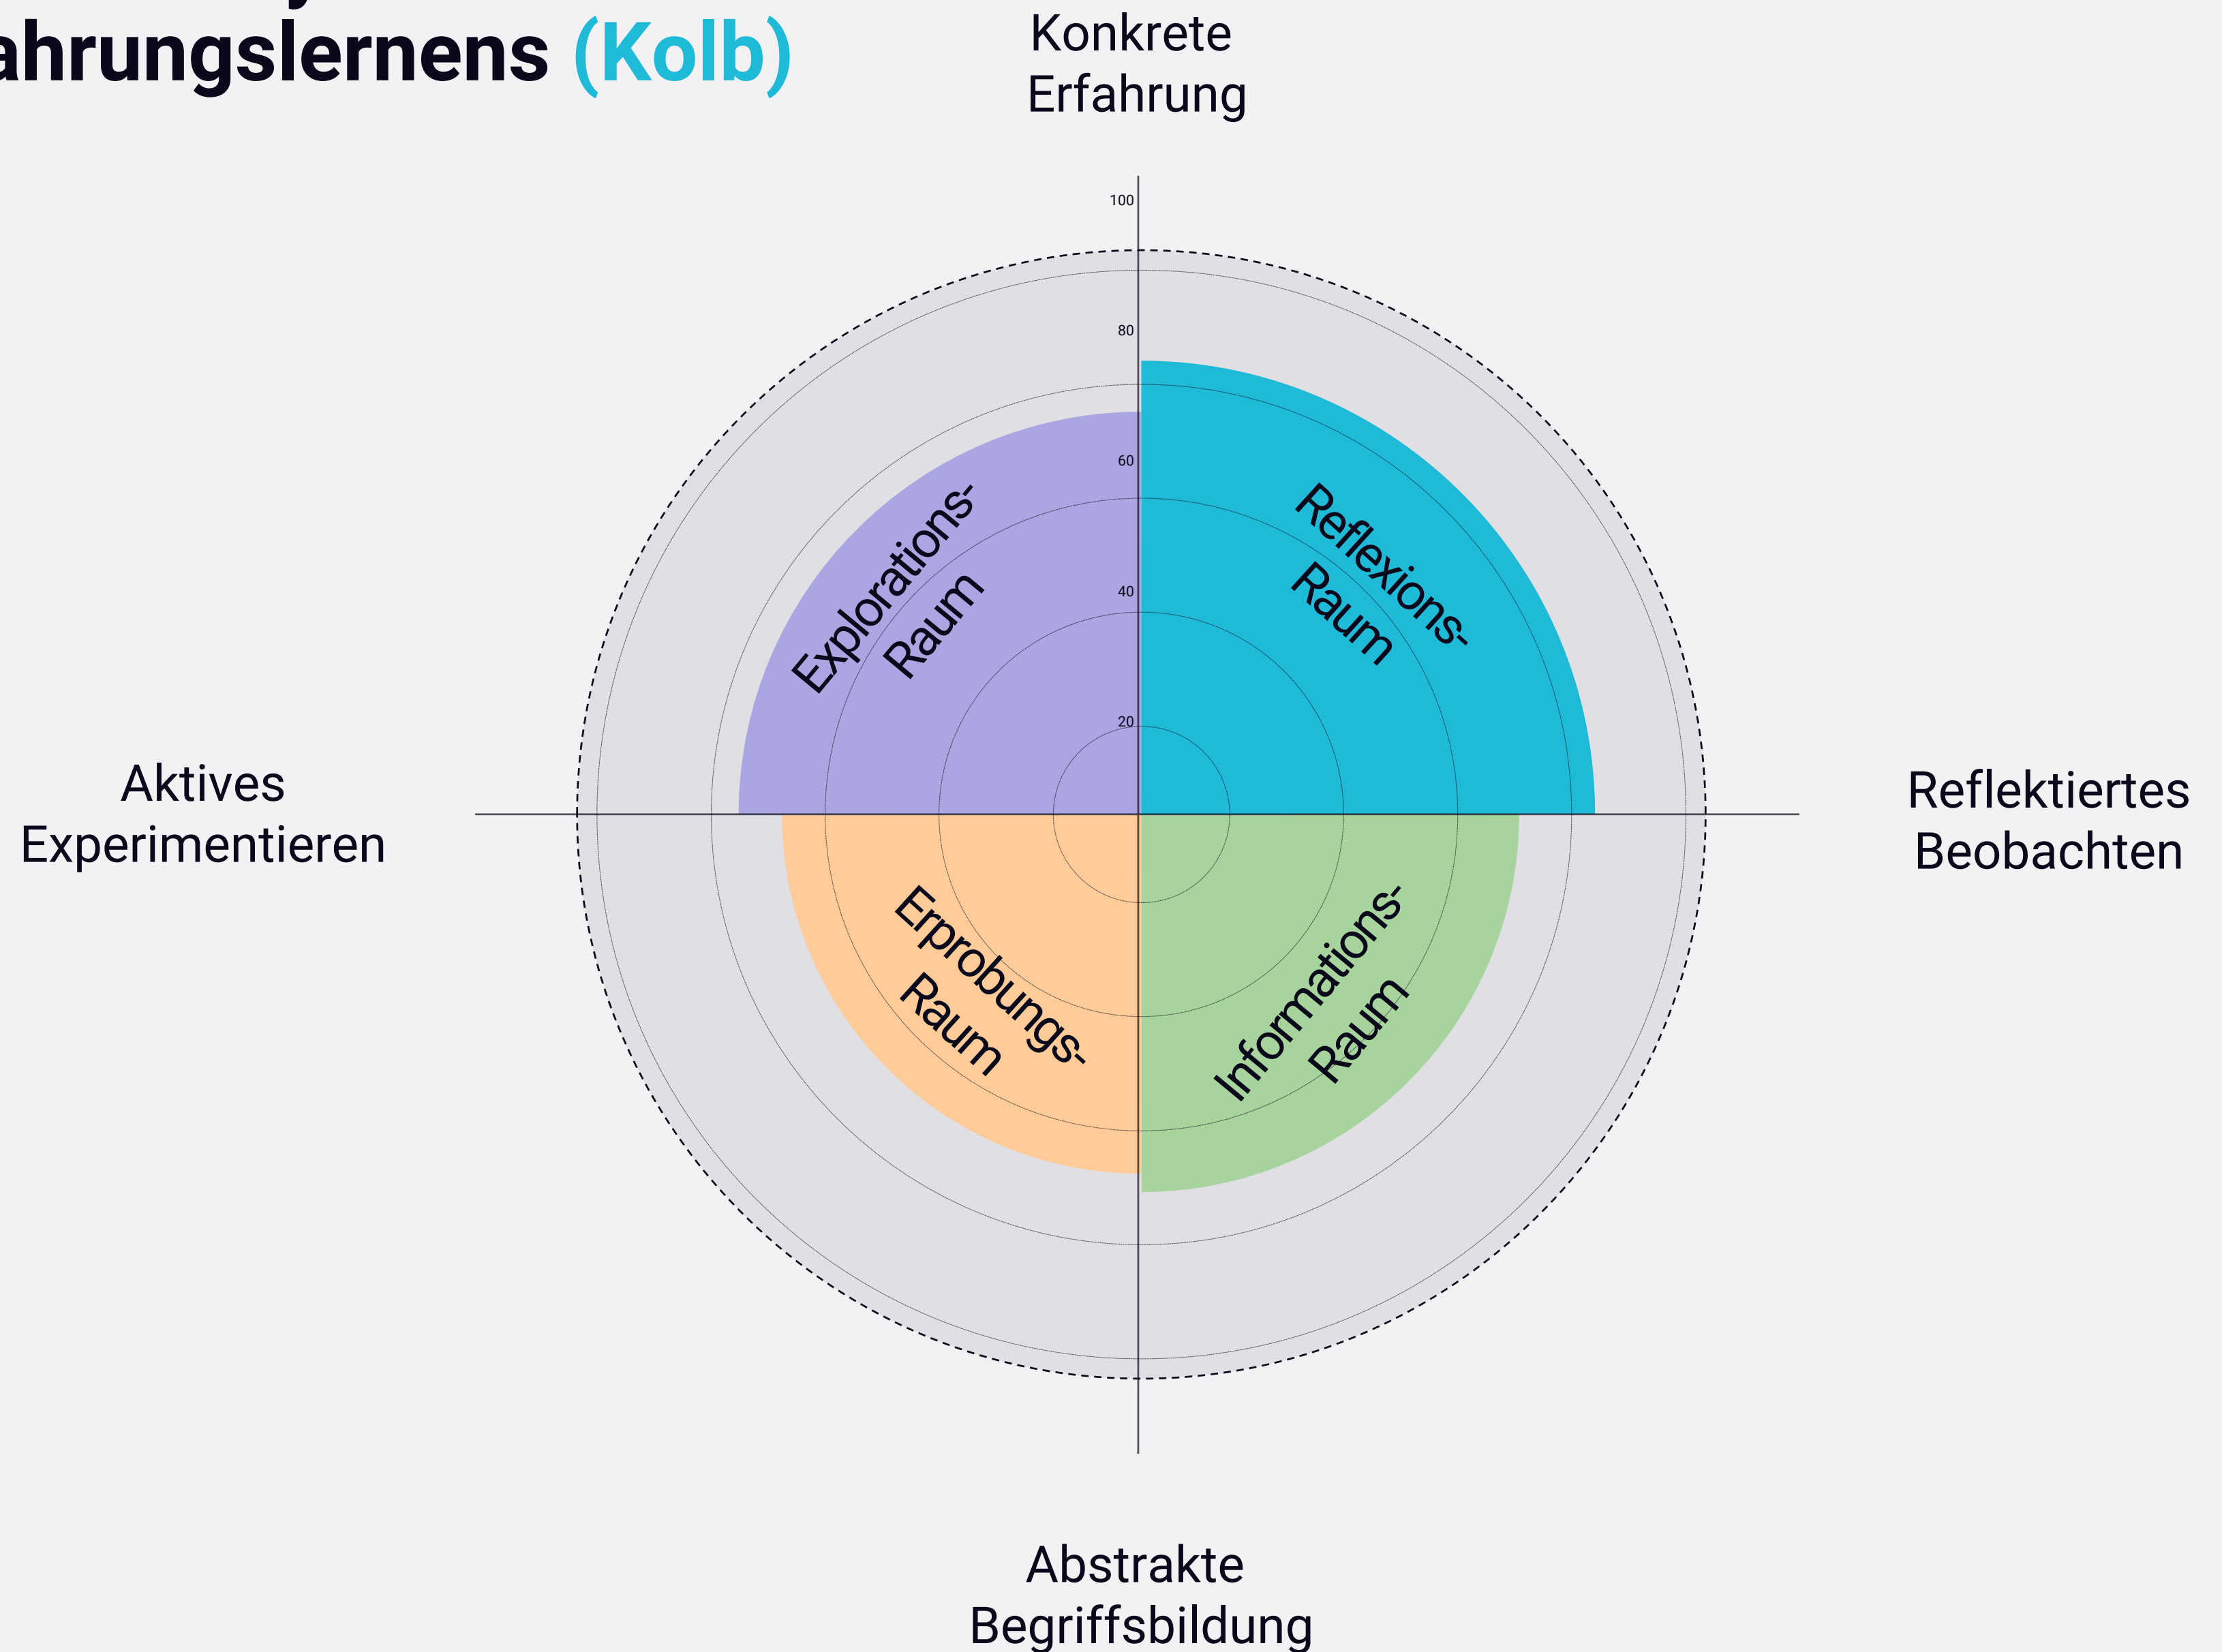 ahrungslernens (Kolb)
Konkrete
Erfahrung
100
80
60
40
20
Explorations-
Raum
Reflexions-
Raum
Aktives
Experimentieren
Reflektiertes
Beobachten
Erprobungs-
Raum
Informations-
Raum
Abstrakte
Begriffsbildung